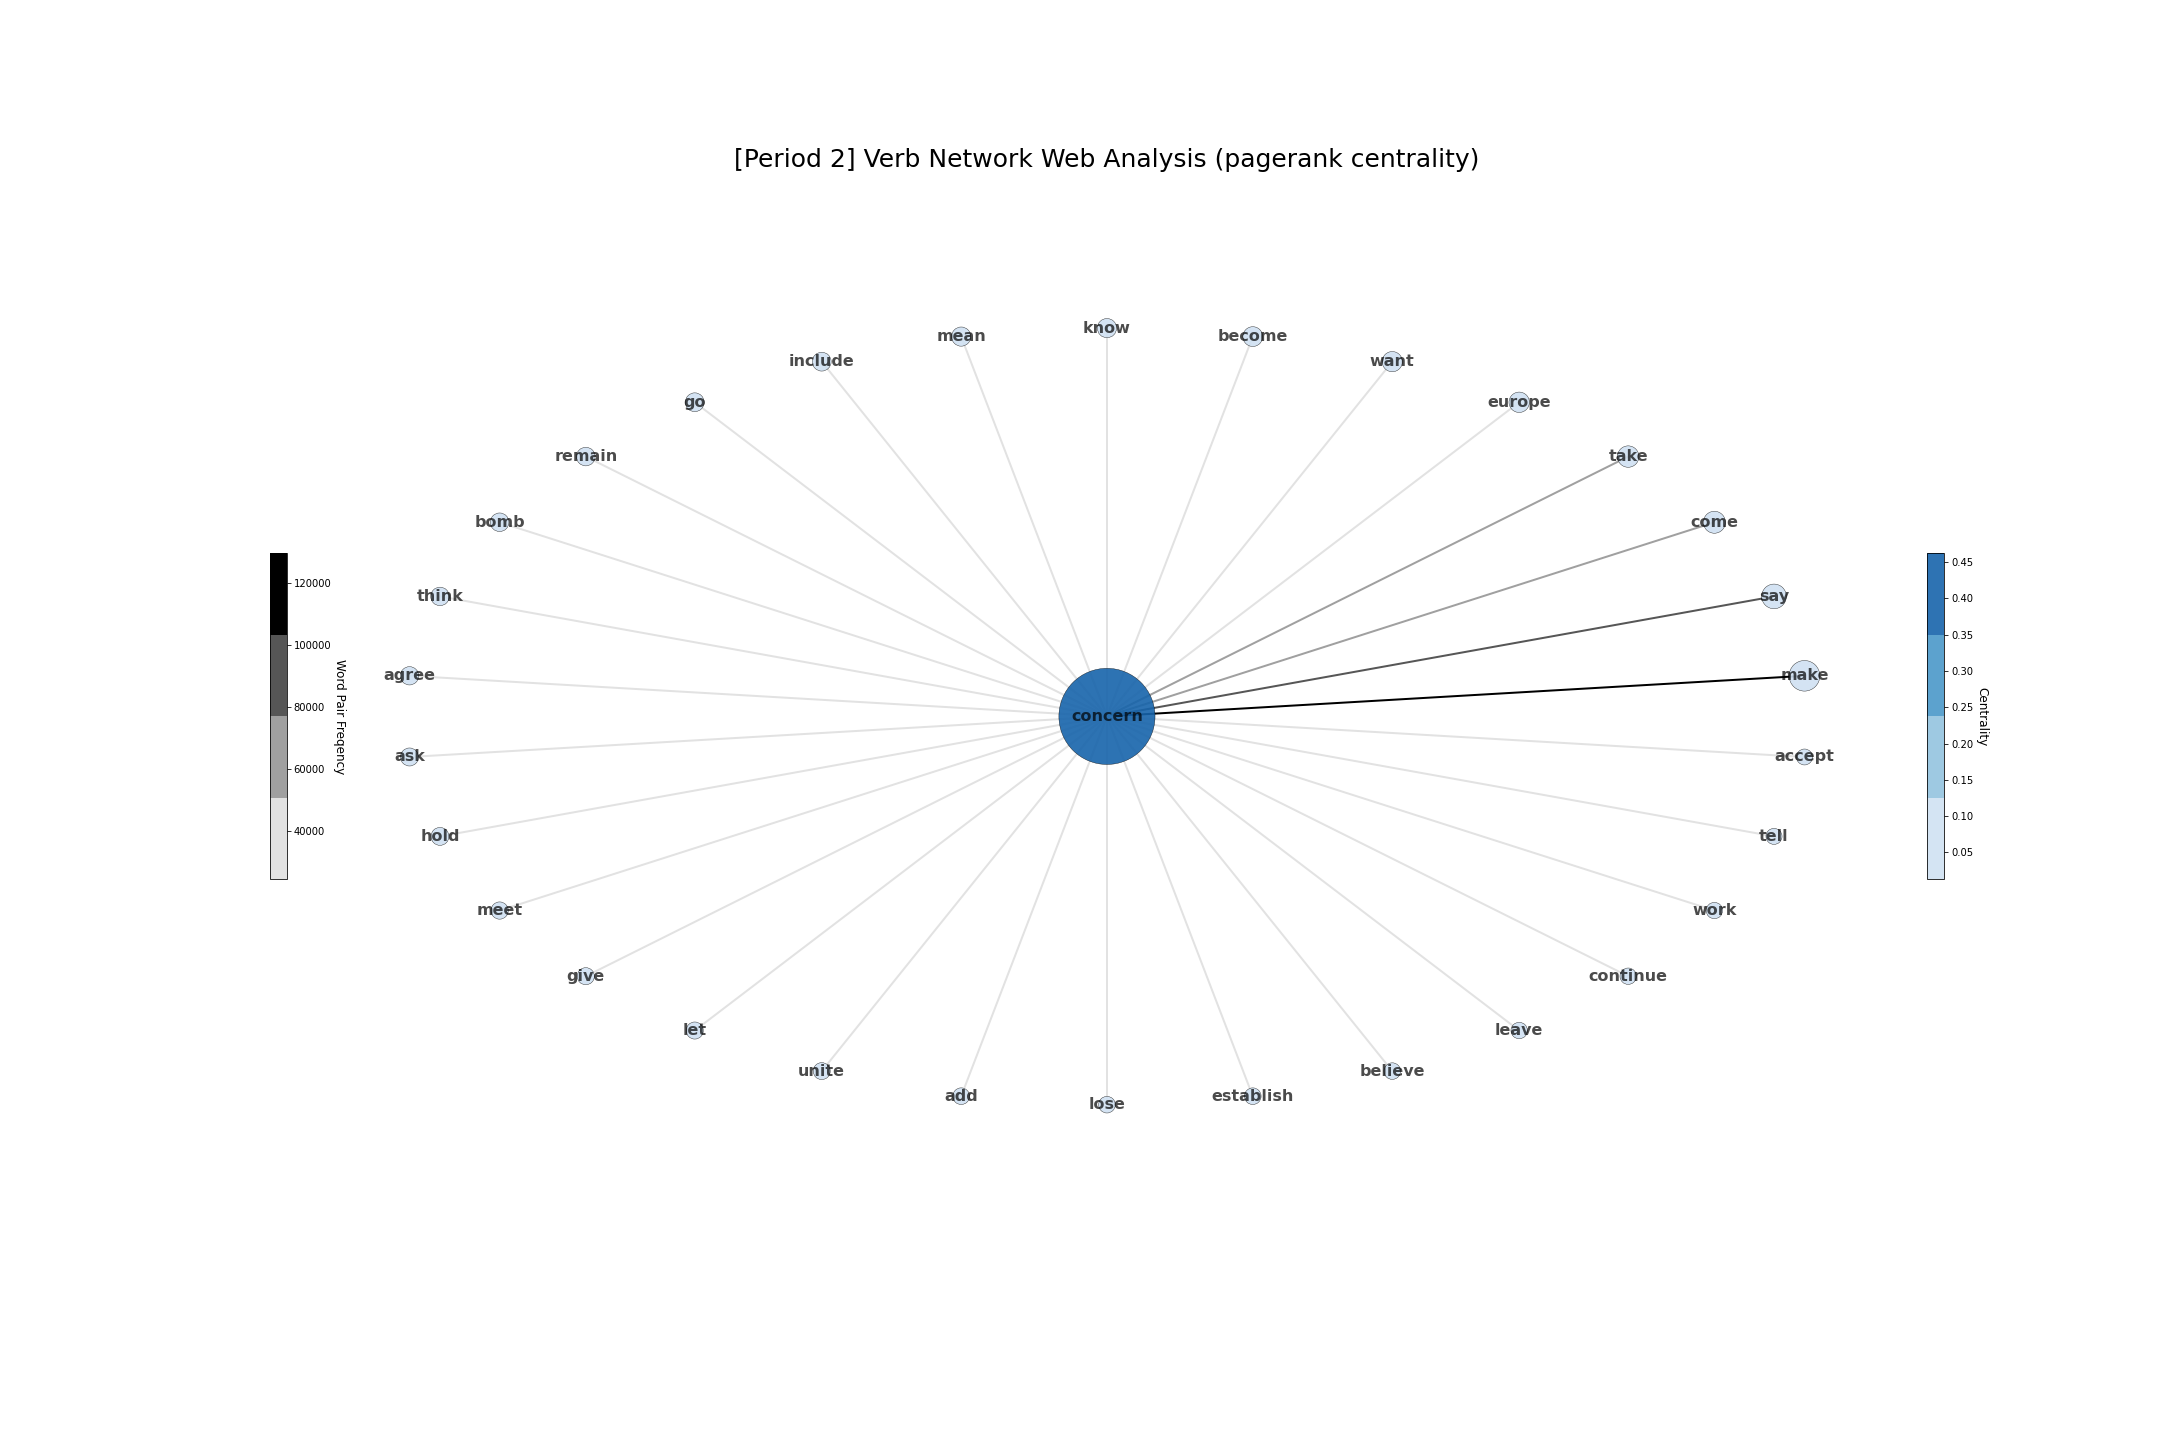 [Period 2] Verb Network Web Analysis (pagerank centrality)
know
mean
become
include
want
go
europe
remain
take
bomb
come
think
say
agree
make
concern
ask
accept
hold
tell
meet
work
give
continue
let
leave
unite
believe
add
establish
lose
120000
100000
80000
60000
40000
Word Pair Freqency
0.45
0.40
0.35
0.30
0.25
0.20
0.15
0.10
0.05
Centrality